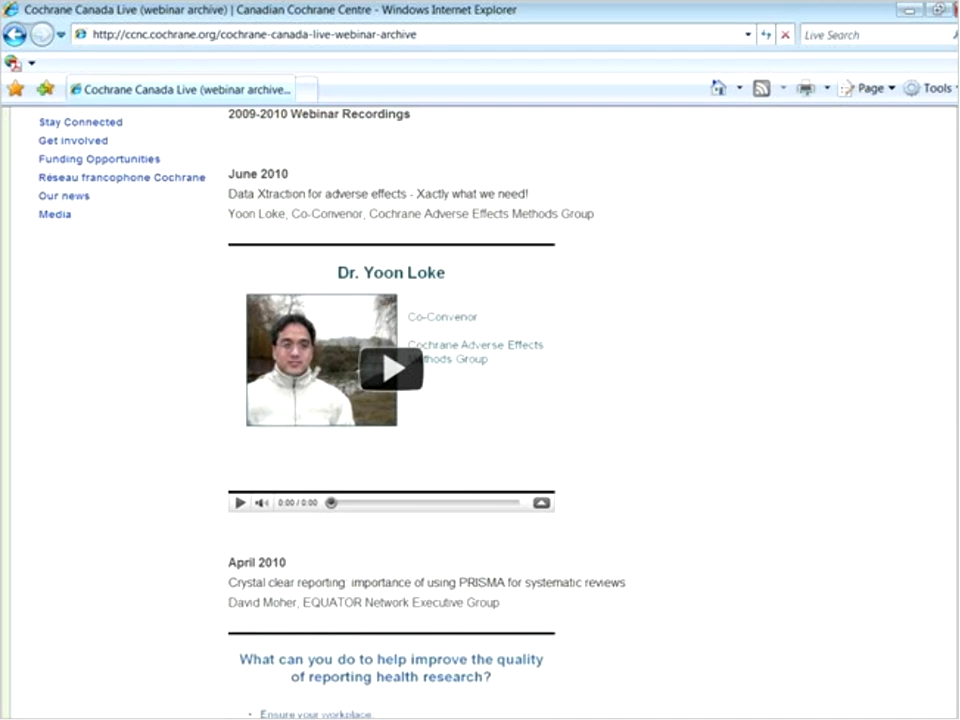 Cochrane Canada Live (webinar archive) | Canadian Cochrane Centre - Windows Internet Explorer
http://ccnc.cochrane.org/cochrane-canada-live-webinar-archive
Live Search
Cochrane Canada Live (webinar archive...
Page
Tools
Stay Connected
Get involved
Funding Opportunities
Réseau francophone Cochrane
Our news
Media
2009-2010 Webinar Recordings
June 2010
Data Xtraction for adverse effects - Xactly what we need!
Yoon Loke, Co-Convenor, Cochrane Adverse Effects Methods Group
Dr. Yoon Loke
Co-Convenor
Cochrane Adverse Effects
Methods Group
0:00 / 0:00
April 2010
Crystal clear reporting importance of using PRISMA for systematic reviews
David Moher, EQUATOR Network Executive Group
What can you do to help improve the quality
of reporting health research?
• Ensure your workplace